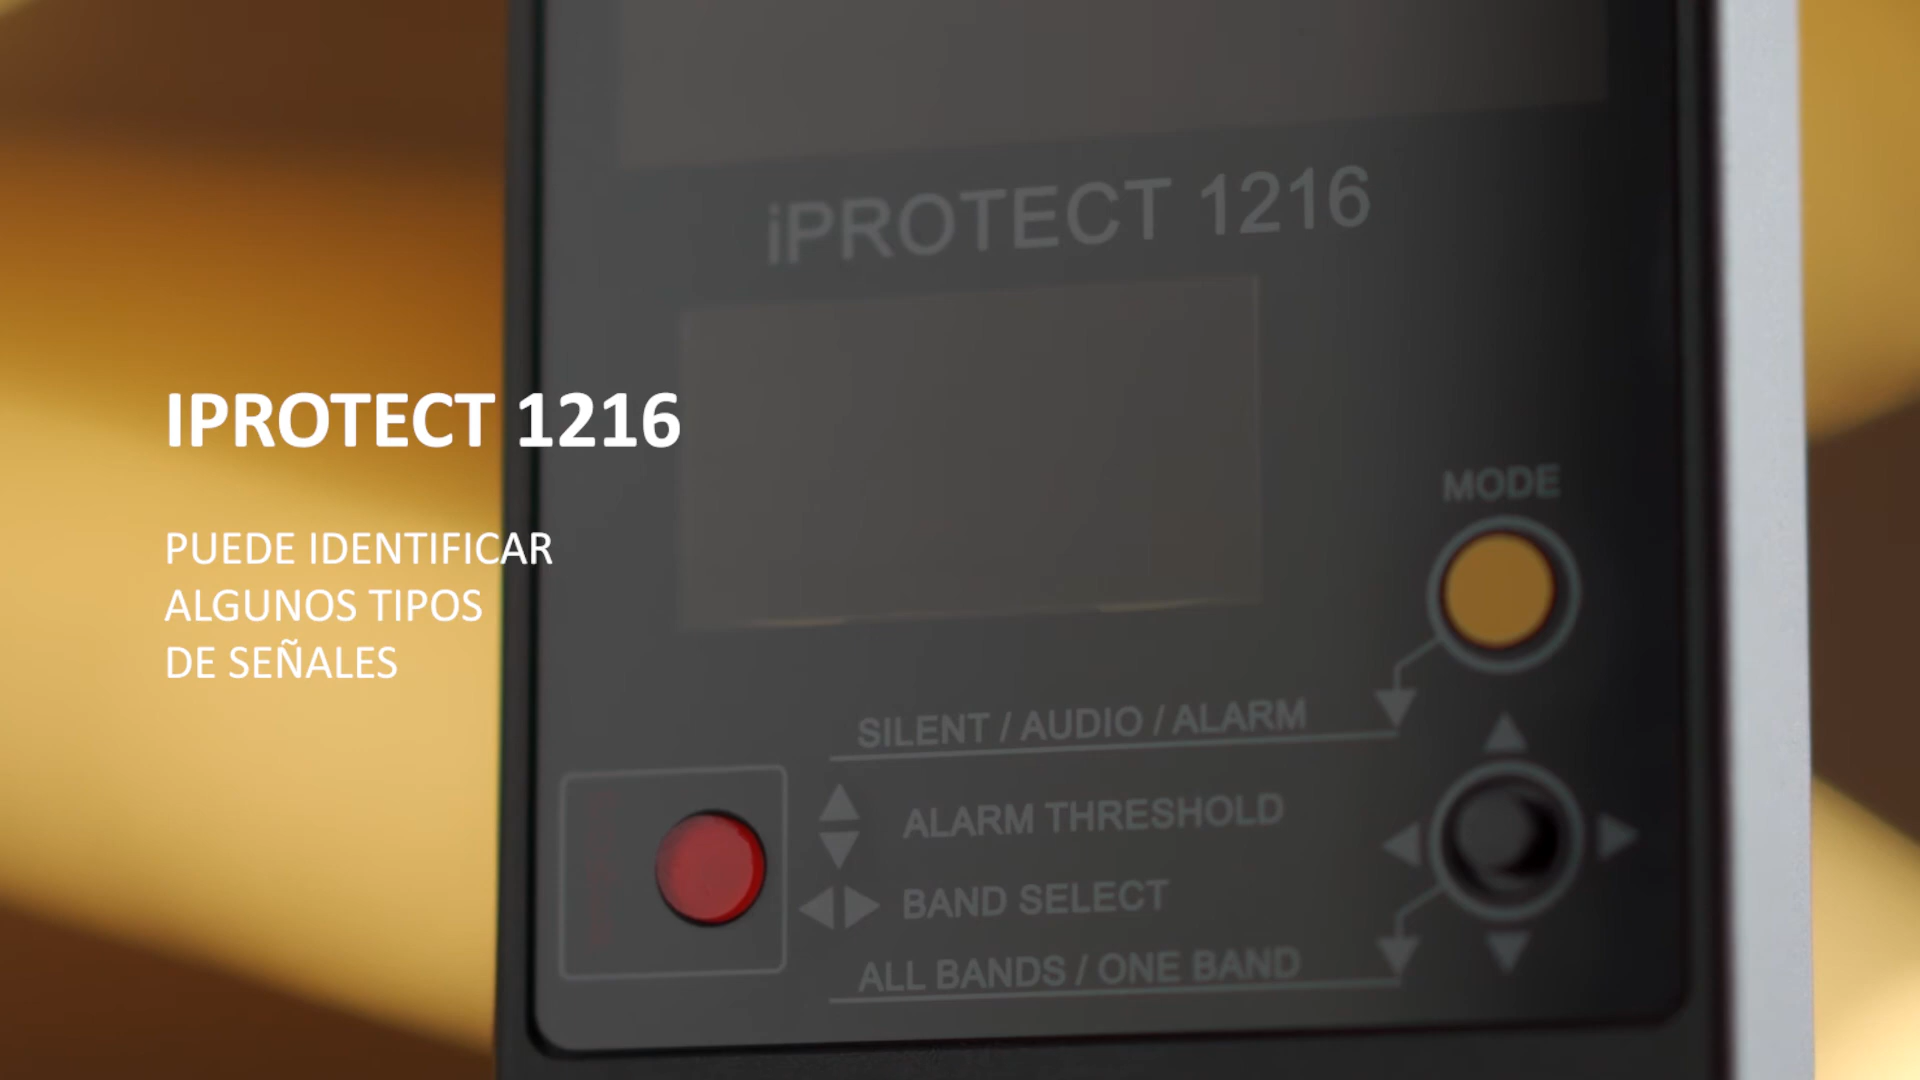 iPROTECT 1216
IPROTECT 1216
PUEDE IDENTIFICAR
ALGUNOS TIPOS
DE SEÑALES
MODE
SILENT / AUDIO / ALARM
ALARM THRESHOLD
BAND SELECT
ALL BANDS / ONE BAND